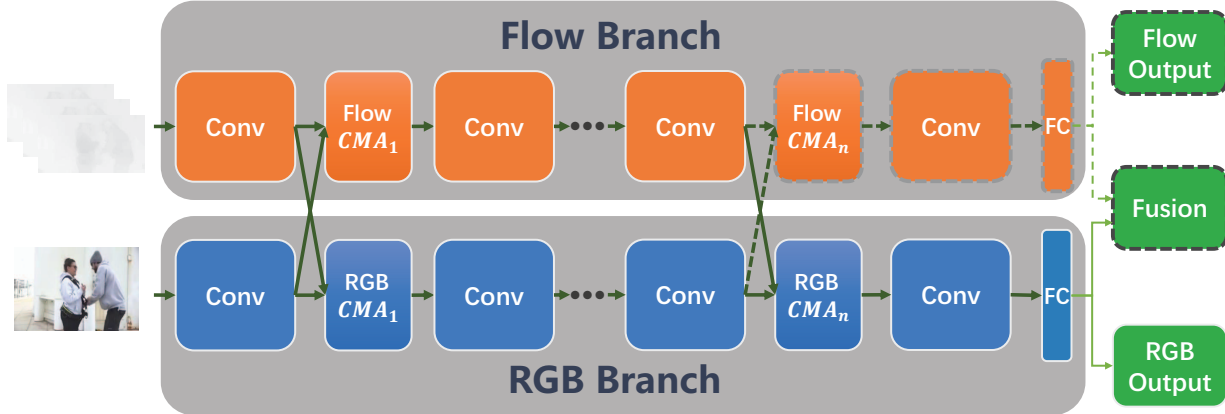 Flow Branch
Conv
Flow
CMA₁
Conv
Conv
Flow
CMAₙ
Conv
FC
Flow
Output
Fusion
Conv
RGB
CMA₁
Conv
Conv
RGB
CMAₙ
Conv
FC
RGB
Output
RGB Branch